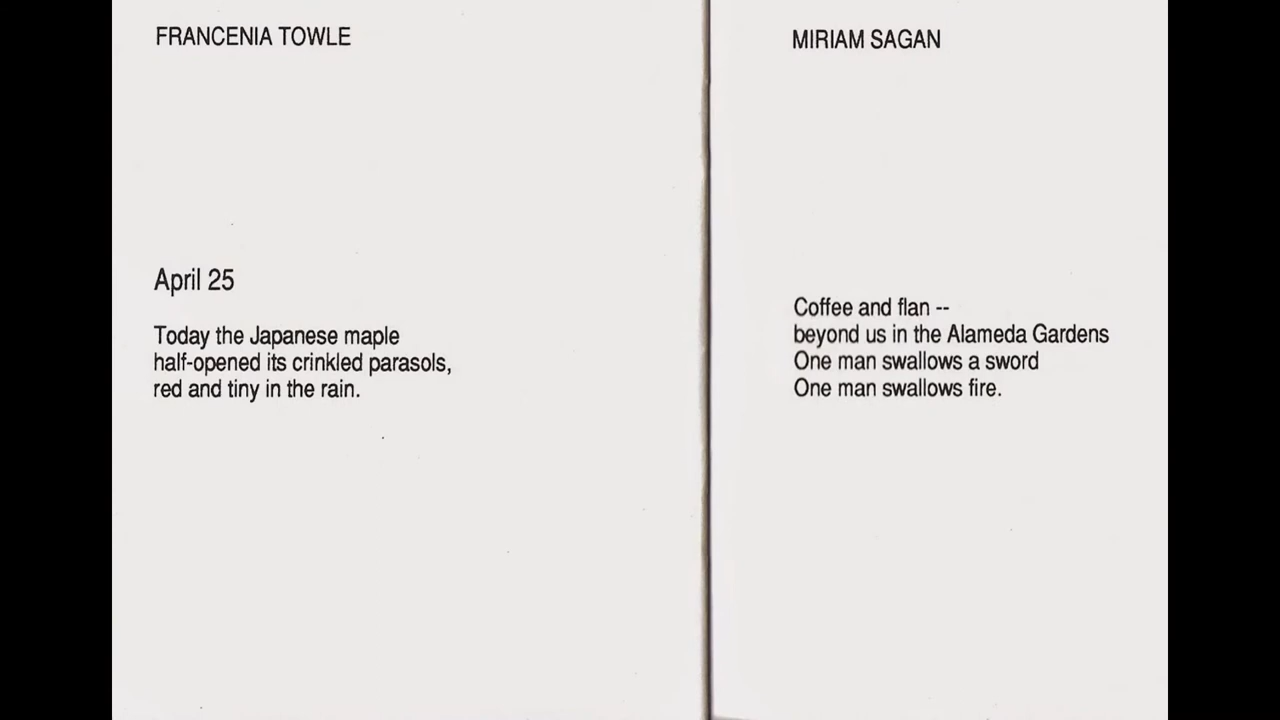 FRANCENIA TOWLE
April 25
Today the Japanese maple
half-opened its crinkled parasols,
red and tiny in the rain.
MIRIAM SAGAN
Coffee and flan --
beyond us in the Alameda Gardens
One man swallows a sword
One man swallows fire.